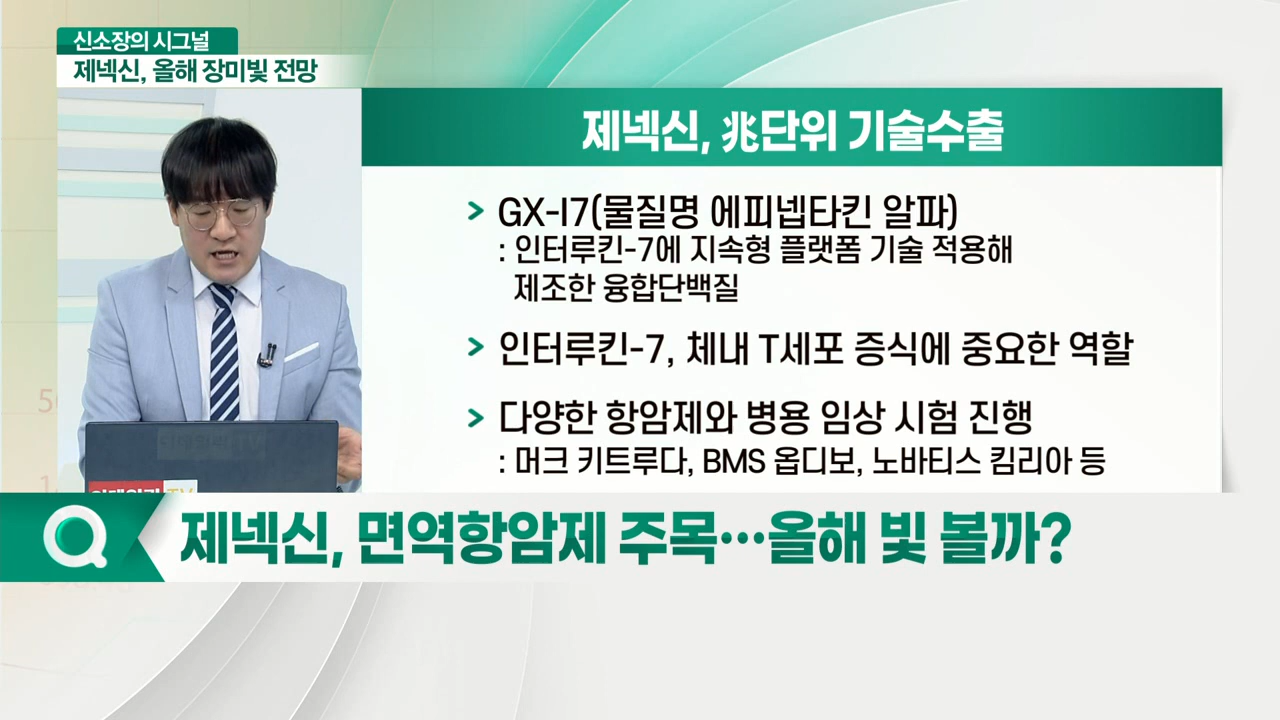 신소장의 시그널
제넥신, 올해 장미빛 전망
제넥신, 兆단위 기술수출
> GX-I7(물질명 에피넵타킨 알파)
: 인터루킨-7에 지속형 플랫폼 기술 적용해
제조한 융합단백질
> 인터루킨-7, 체내 T세포 증식에 중요한 역할
> 다양한 항암제와 병용 임상 시험 진행
: 머크 키트루다, BMS 옵디보, 노바티스 킴리아 등
제넥신, 면역항암제 주목…올해 빛 볼까?